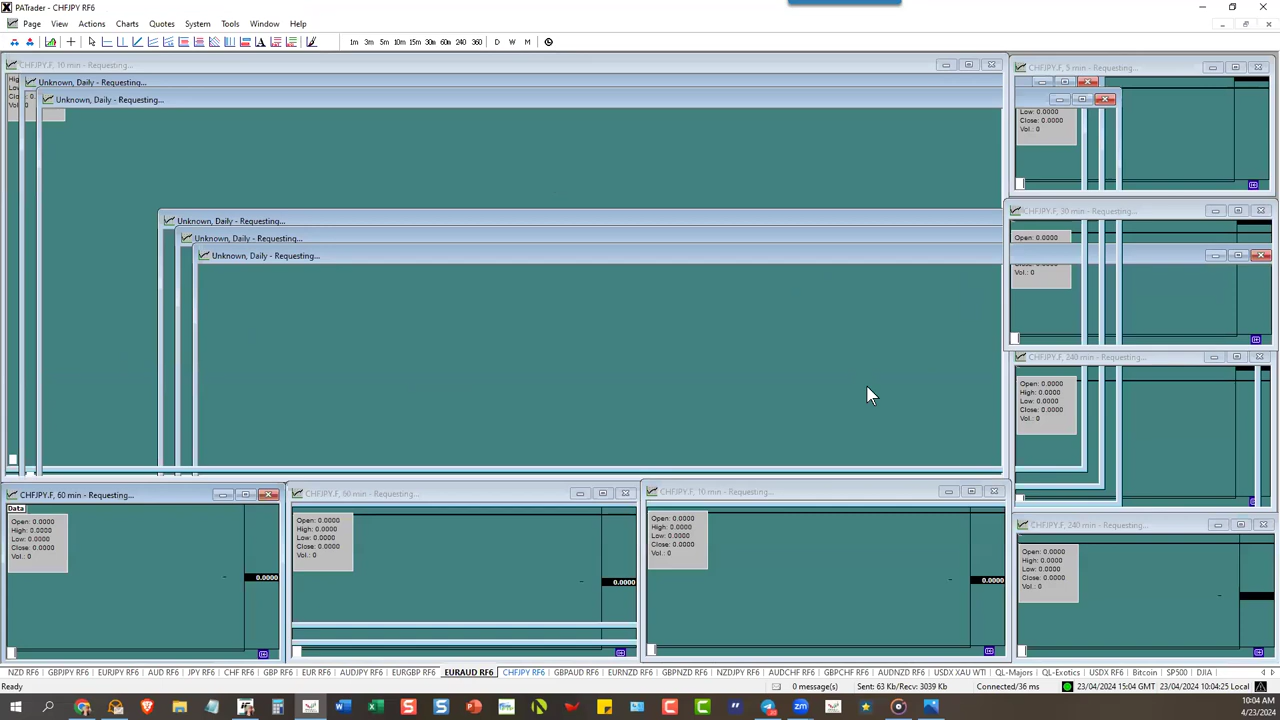 PATrader - CHFJPY RF6
Page View Actions Charts Quotes System Tools Window Help
1m 3m 5m 10m 15m 30m 60m 240 360 D W M
CHFJPY.F, 10 min - Requesting...
Unknown, Daily - Requesting...
Unknown, Daily - Requesting...
Unknown, Daily - Requesting...
Unknown, Daily - Requesting...
Unknown, Daily - Requesting...
CHFJPY.F, 5 min - Requesting...
Low: 0.0000
Close: 0.0000
Vol.: 0
CHFJPY.F, 30 min - Requesting...
Open: 0.0000
Vol.: 0
CHFJPY.F, 240 min - Requesting...
Open: 0.0000
High: 0.0000
Low: 0.0000
Close: 0.0000
Vol.: 0
CHFJPY.F, 60 min - Requesting...
Data
Open: 0.0000
High: 0.0000
Low: 0.0000
Close: 0.0000
Vol.: 0
0.0000
CHFJPY.F, 60 min - Requesting...
Open: 0.0000
High: 0.0000
Low: 0.0000
Close: 0.0000
Vol.: 0
0.0000
CHFJPY.F, 10 min - Requesting...
Open: 0.0000
High: 0.0000
Low: 0.0000
Close: 0.0000
Vol.: 0
0.0000
CHFJPY.F, 240 min - Requesting...
Open: 0.0000
High: 0.0000
Low: 0.0000
Close: 0.0000
Vol.: 0
NZD RF6 GBPJPY RF6 EURJPY RF6 AUD RF6 JPY RF6 CHF RF6 GBP RF6 EUR RF6 AUDJPY RF6 EURGBP RF6 EURAUD RF6 CHFJPY RF6 GBPAUD RF6 EURNZD RF6 GBPNZD RF6 AUDCHF RF6 GBPCHF RF6 AUDNZD RF6 USDX XAU WTI QL-Majors QL-Exotics USDX RF6 Bitcoin SP500 DJIA
Ready 0 message(s) Sent: 63 Kb/Recv: 3039 Kb Connected/36 ms 23/04/2024 15:04 GMT 23/04/2024 10:04:25 Local
10:04 AM
4/23/2024